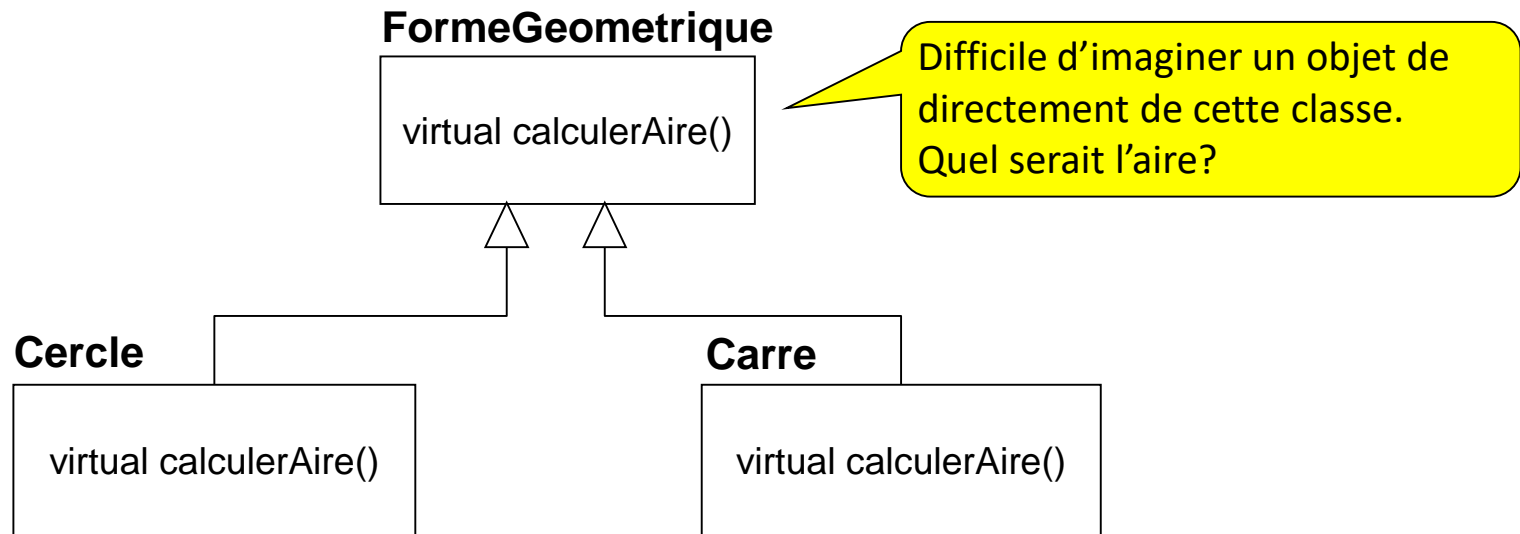 FormeGeometrique
virtual calculerAire()
Difficile d’imaginer un objet de
directement de cette classe.
Quel serait l’aire?
Cercle
virtual calculerAire()
Carre
virtual calculerAire()